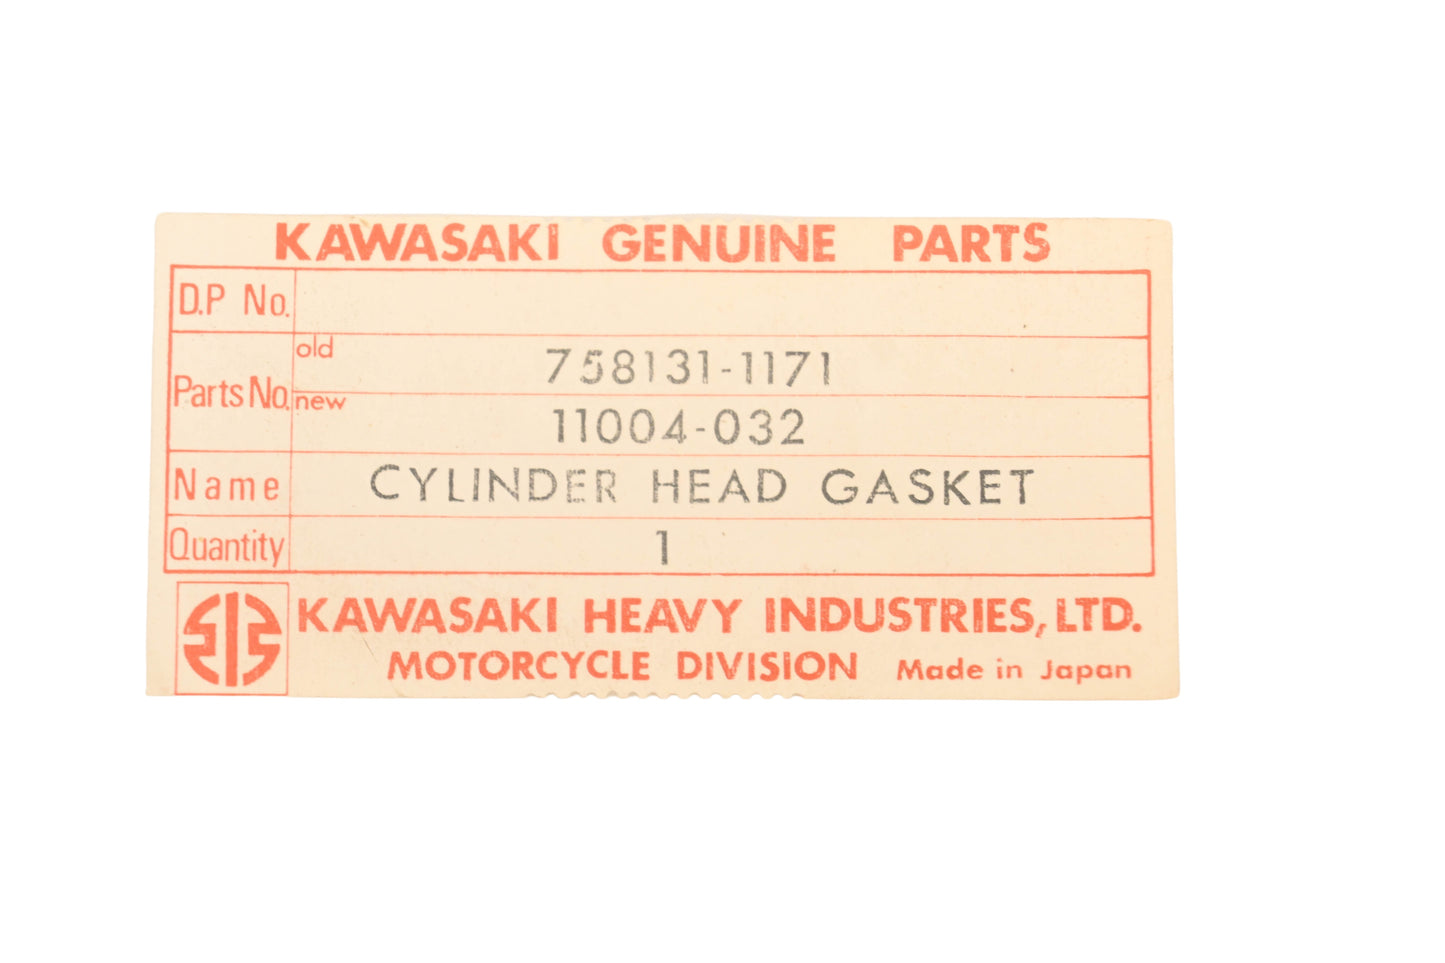 KAWASAKI GENUINE PARTS
D.P No.
Parts No. old 758131-1171
new 11004-032
Name CYLINDER HEAD GASKET
Quantity 1
KAWASAKI HEAVY INDUSTRIES, LTD.
MOTORCYCLE DIVISION Made in Japan